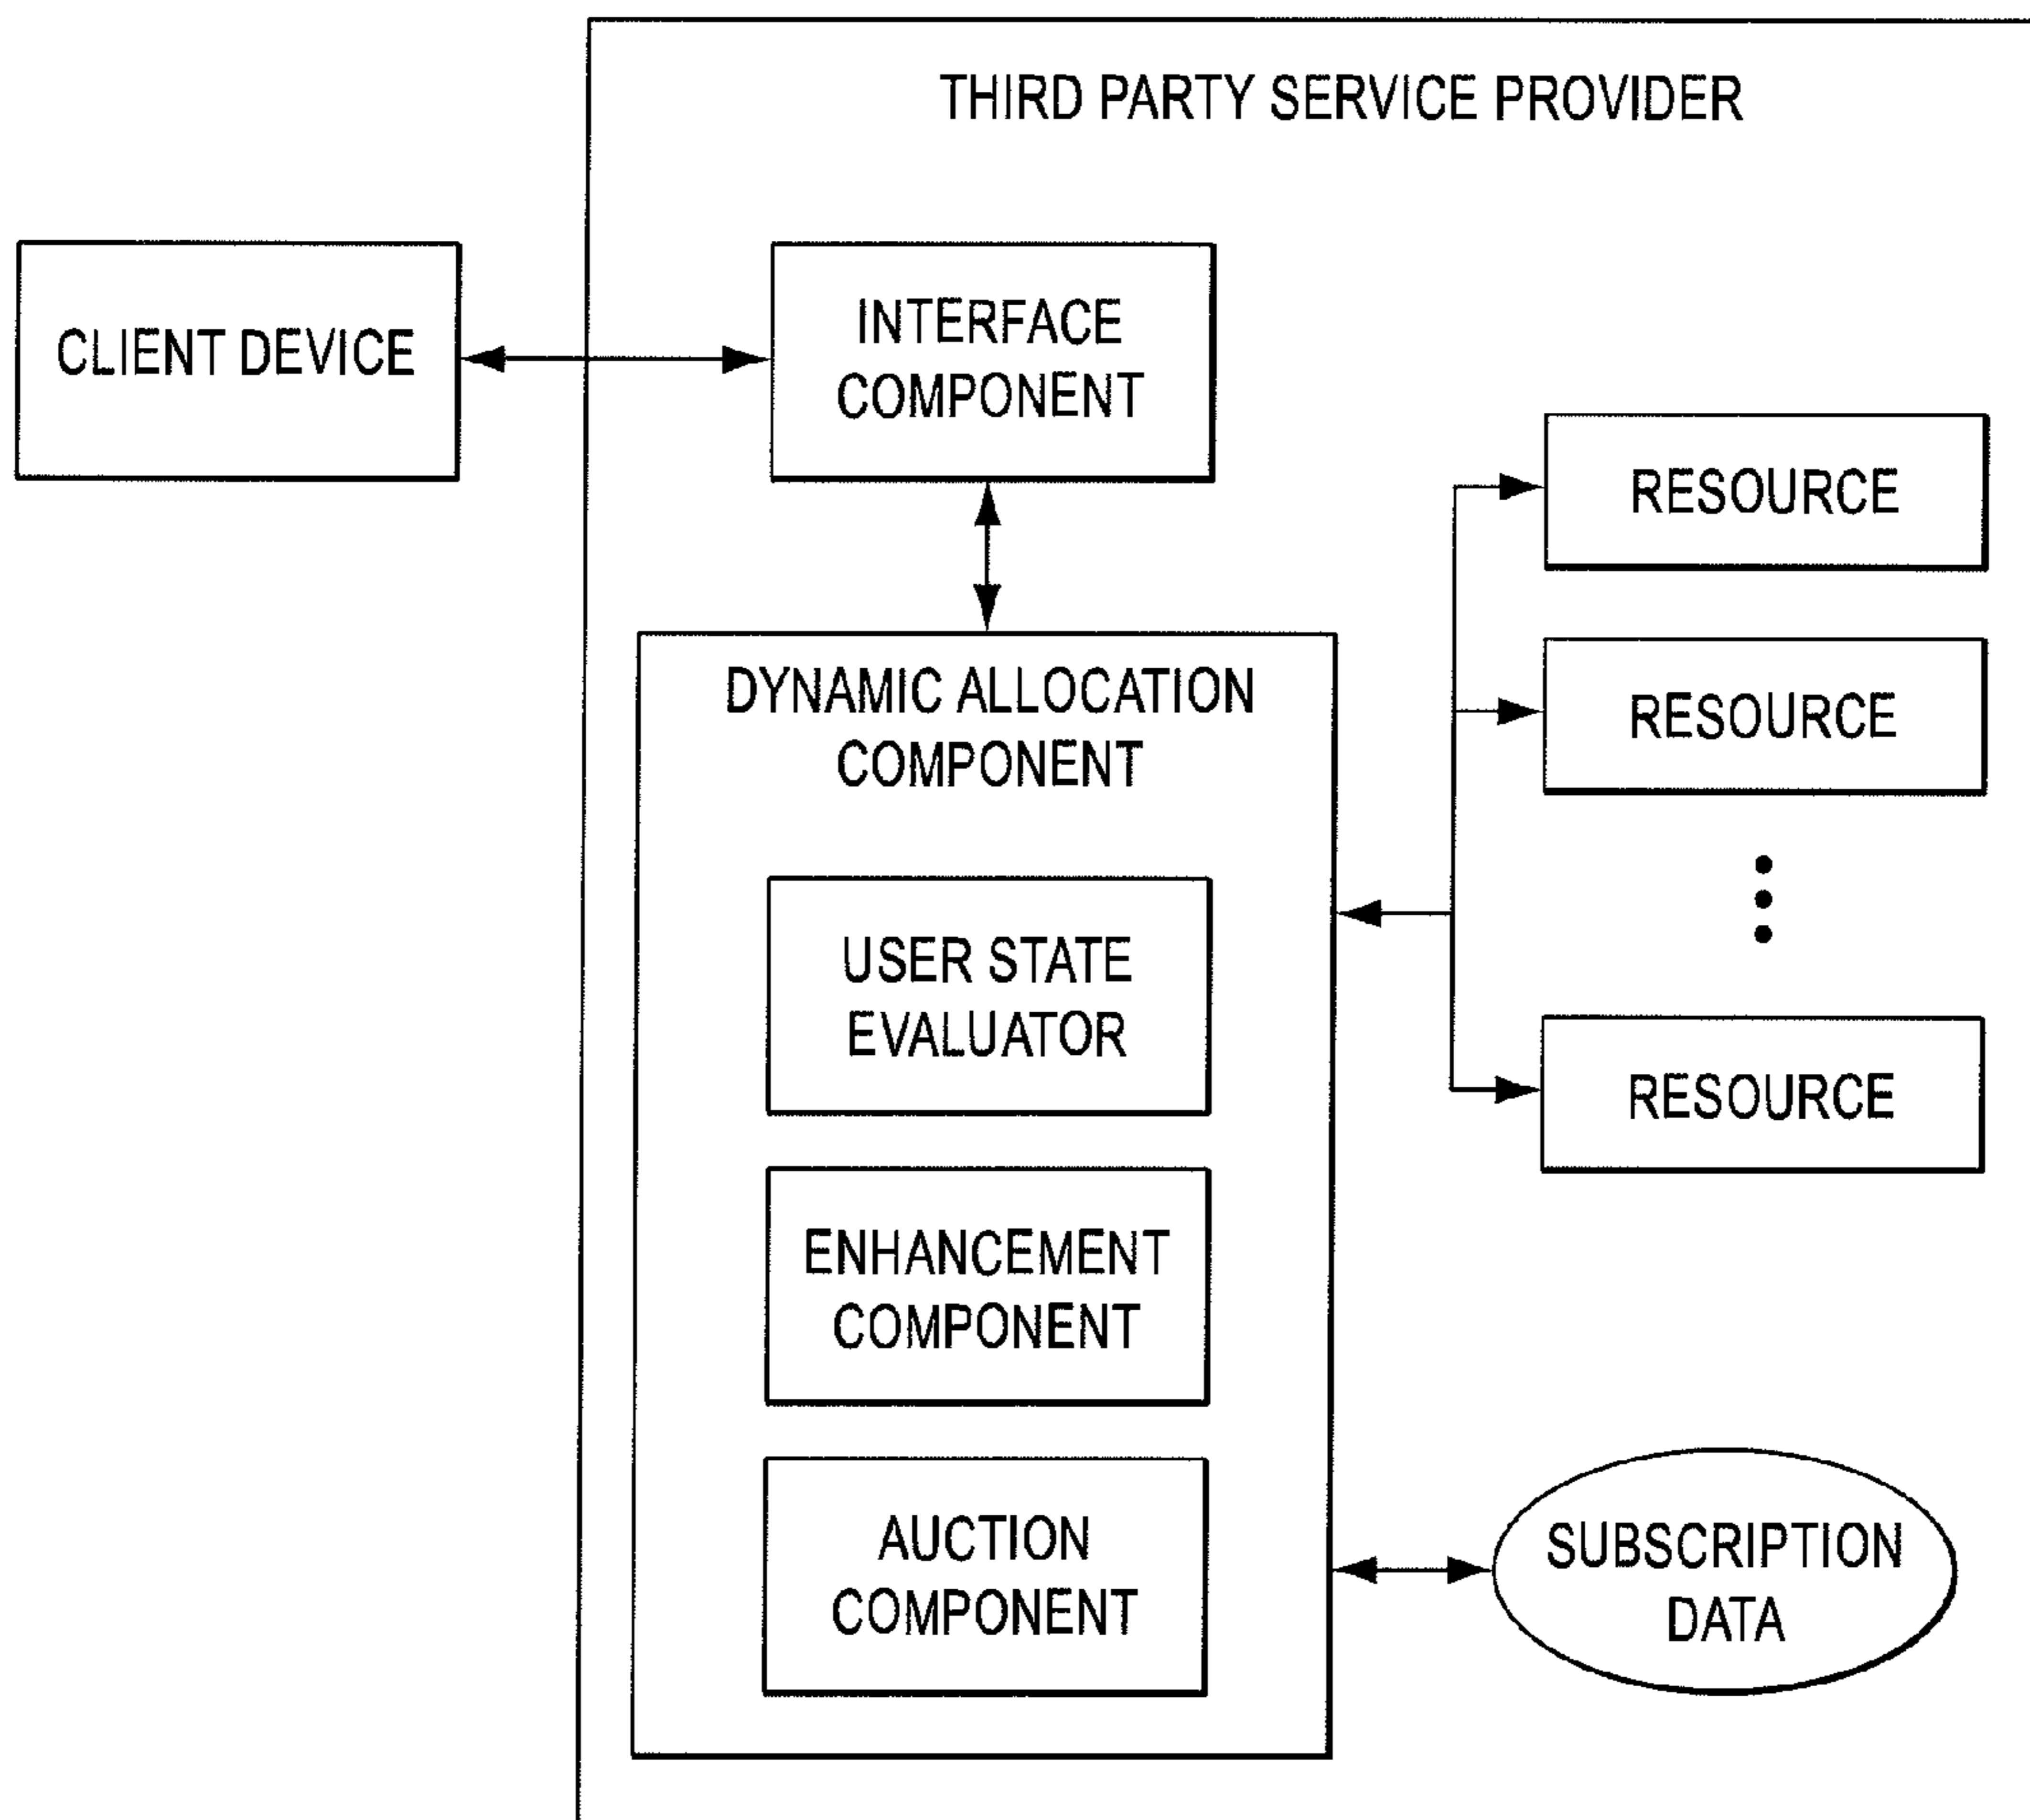 THIRD PARTY SERVICE PROVIDER
CLIENT DEVICE
INTERFACE
COMPONENT
RESOURCE
RESOURCE
RESOURCE
DYNAMIC ALLOCATION
COMPONENT
USER STATE
EVALUATOR
ENHANCEMENT
COMPONENT
AUCTION
COMPONENT
SUBSCRIPTION
DATA